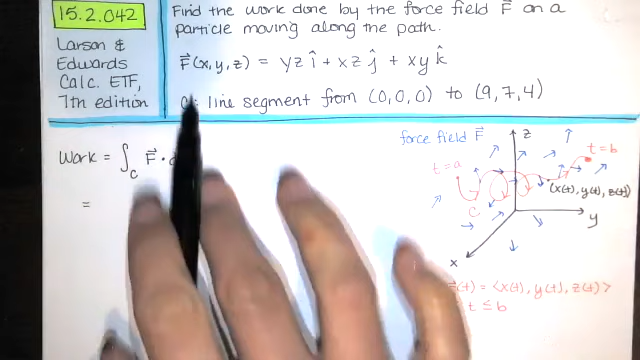 15.2.042
Larson &
Edwards
Calc. ETF,
7th edition
Find the work done by the force field F⃗ on a
particle moving along the path.
F⃗(x,y,z) = yz î + xz ĵ + xy k̂
line segment from (0,0,0) to (9,7,4)
Work = ∫_C F⃗ ·
=
force field F⃗
z
t = b
t = a
(x(t), y(t), z(t))
C
y
x
(t) = <x(t), y(t), z(t)>
t ≤ b